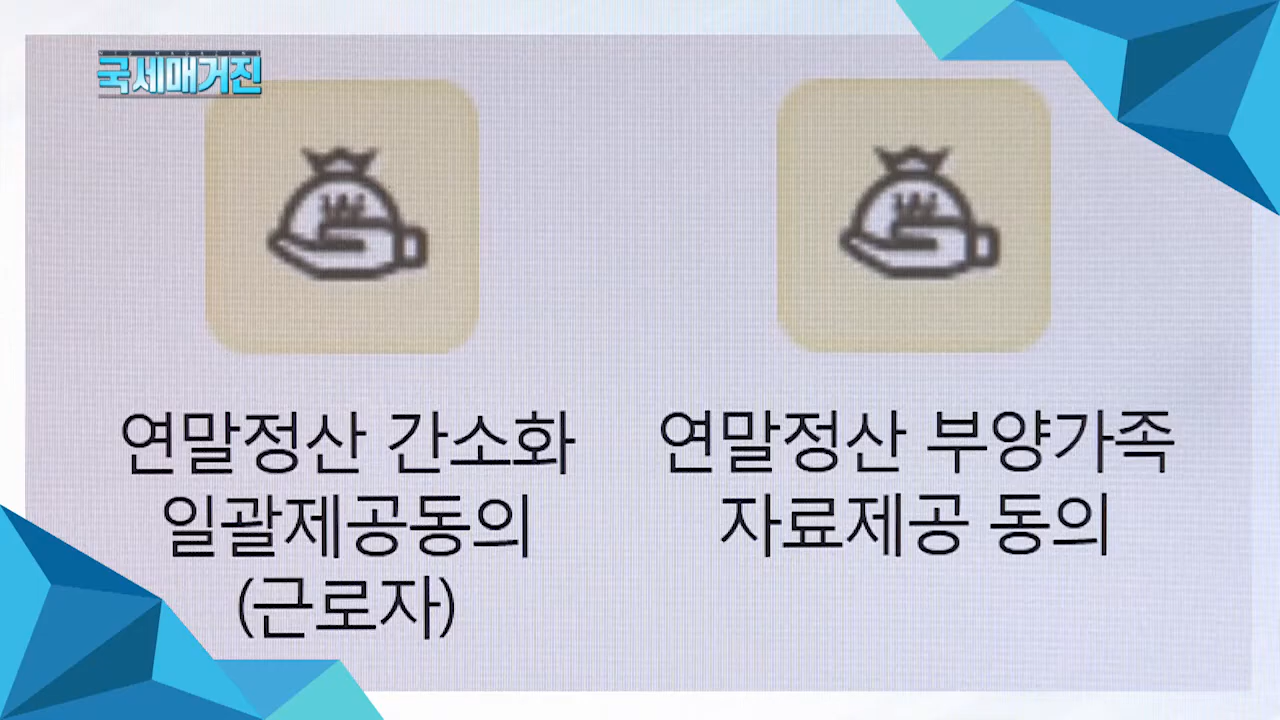 국세매거진
연말정산 간소화
일괄제공동의
(근로자)
연말정산 부양가족
자료제공 동의